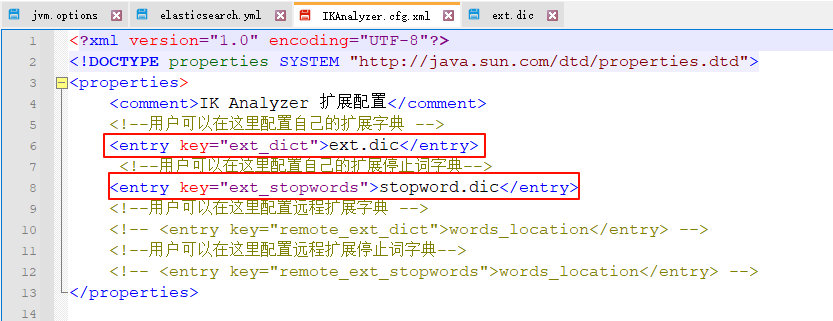 jvm.options elasticsearch.yml IKAnalyzer.cfg.xml ext.dic
1 <?xml version="1.0" encoding="UTF-8"?>
2 <!DOCTYPE properties SYSTEM "http://java.sun.com/dtd/properties.dtd">
3 <properties>
4 <comment>IK Analyzer 扩展配置</comment>
5 <!--用户可以在这里配置自己的扩展字典 -->
6 <entry key="ext_dict">ext.dic</entry>
7 <!--用户可以在这里配置自己的扩展停止词字典-->
8 <entry key="ext_stopwords">stopword.dic</entry>
9 <!--用户可以在这里配置远程扩展字典 -->
10 <!-- <entry key="remote_ext_dict">words_location</entry> -->
11 <!--用户可以在这里配置远程扩展停止词字典-->
12 <!-- <entry key="remote_ext_stopwords">words_location</entry> -->
13 </properties>
14